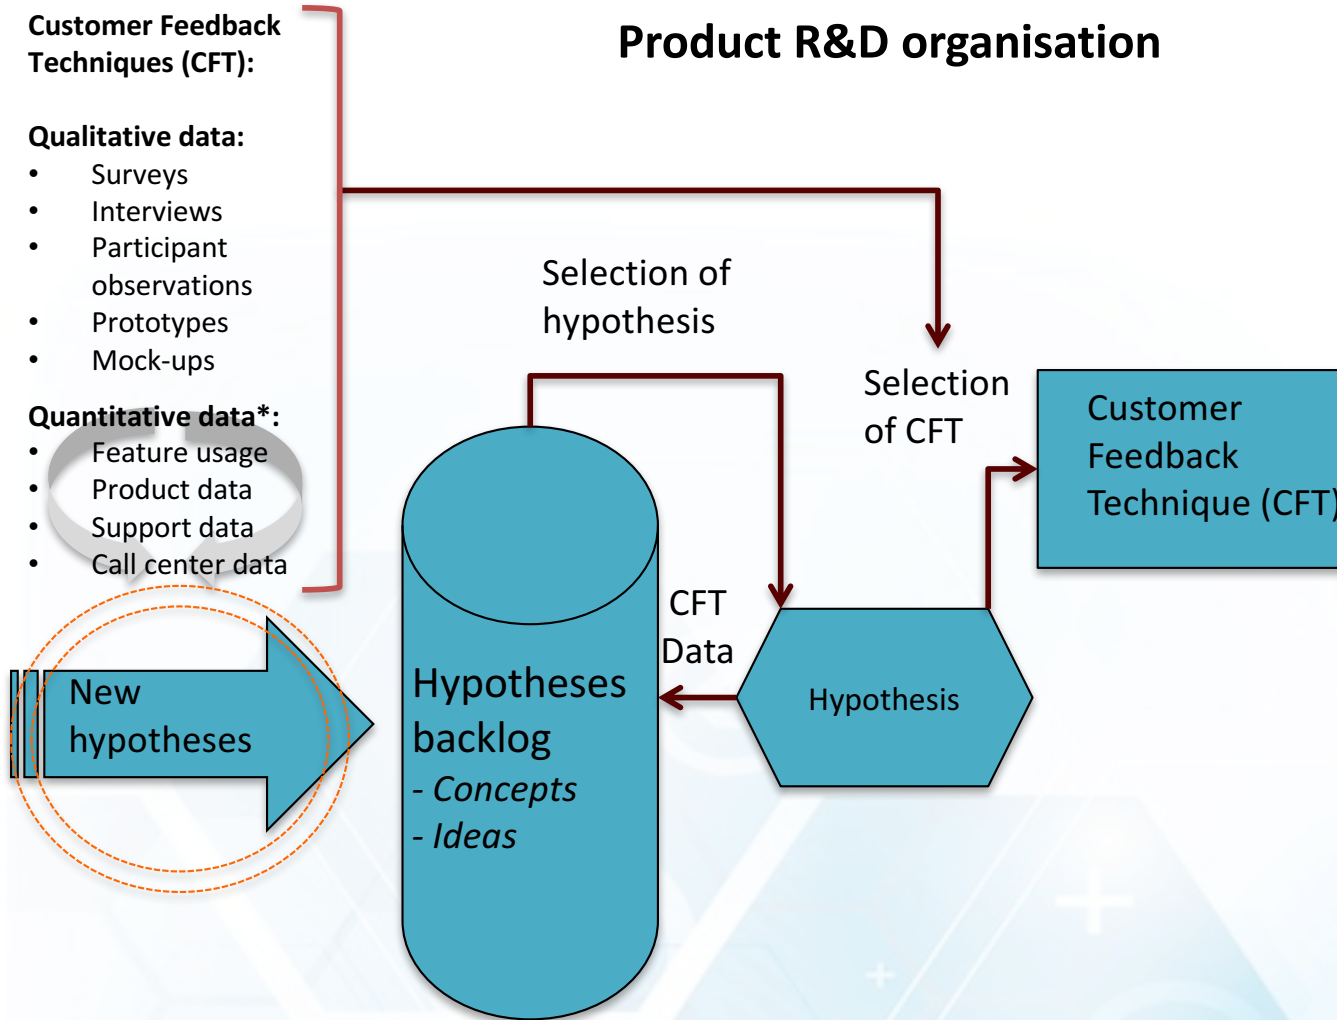 Customer Feedback
Techniques (CFT):
Product R&D organisation
Qualitative data:
• Surveys
• Interviews
• Participant
observations
• Prototypes
• Mock-ups
Quantitative data*:
• Feature usage
• Product data
• Support data
• Call center data
Selection of
hypothesis
Selection
of CFT
Customer
Feedback
Technique (CFT)
CFT
Data
New
hypotheses
Hypotheses
backlog
- Concepts
- Ideas
Hypothesis